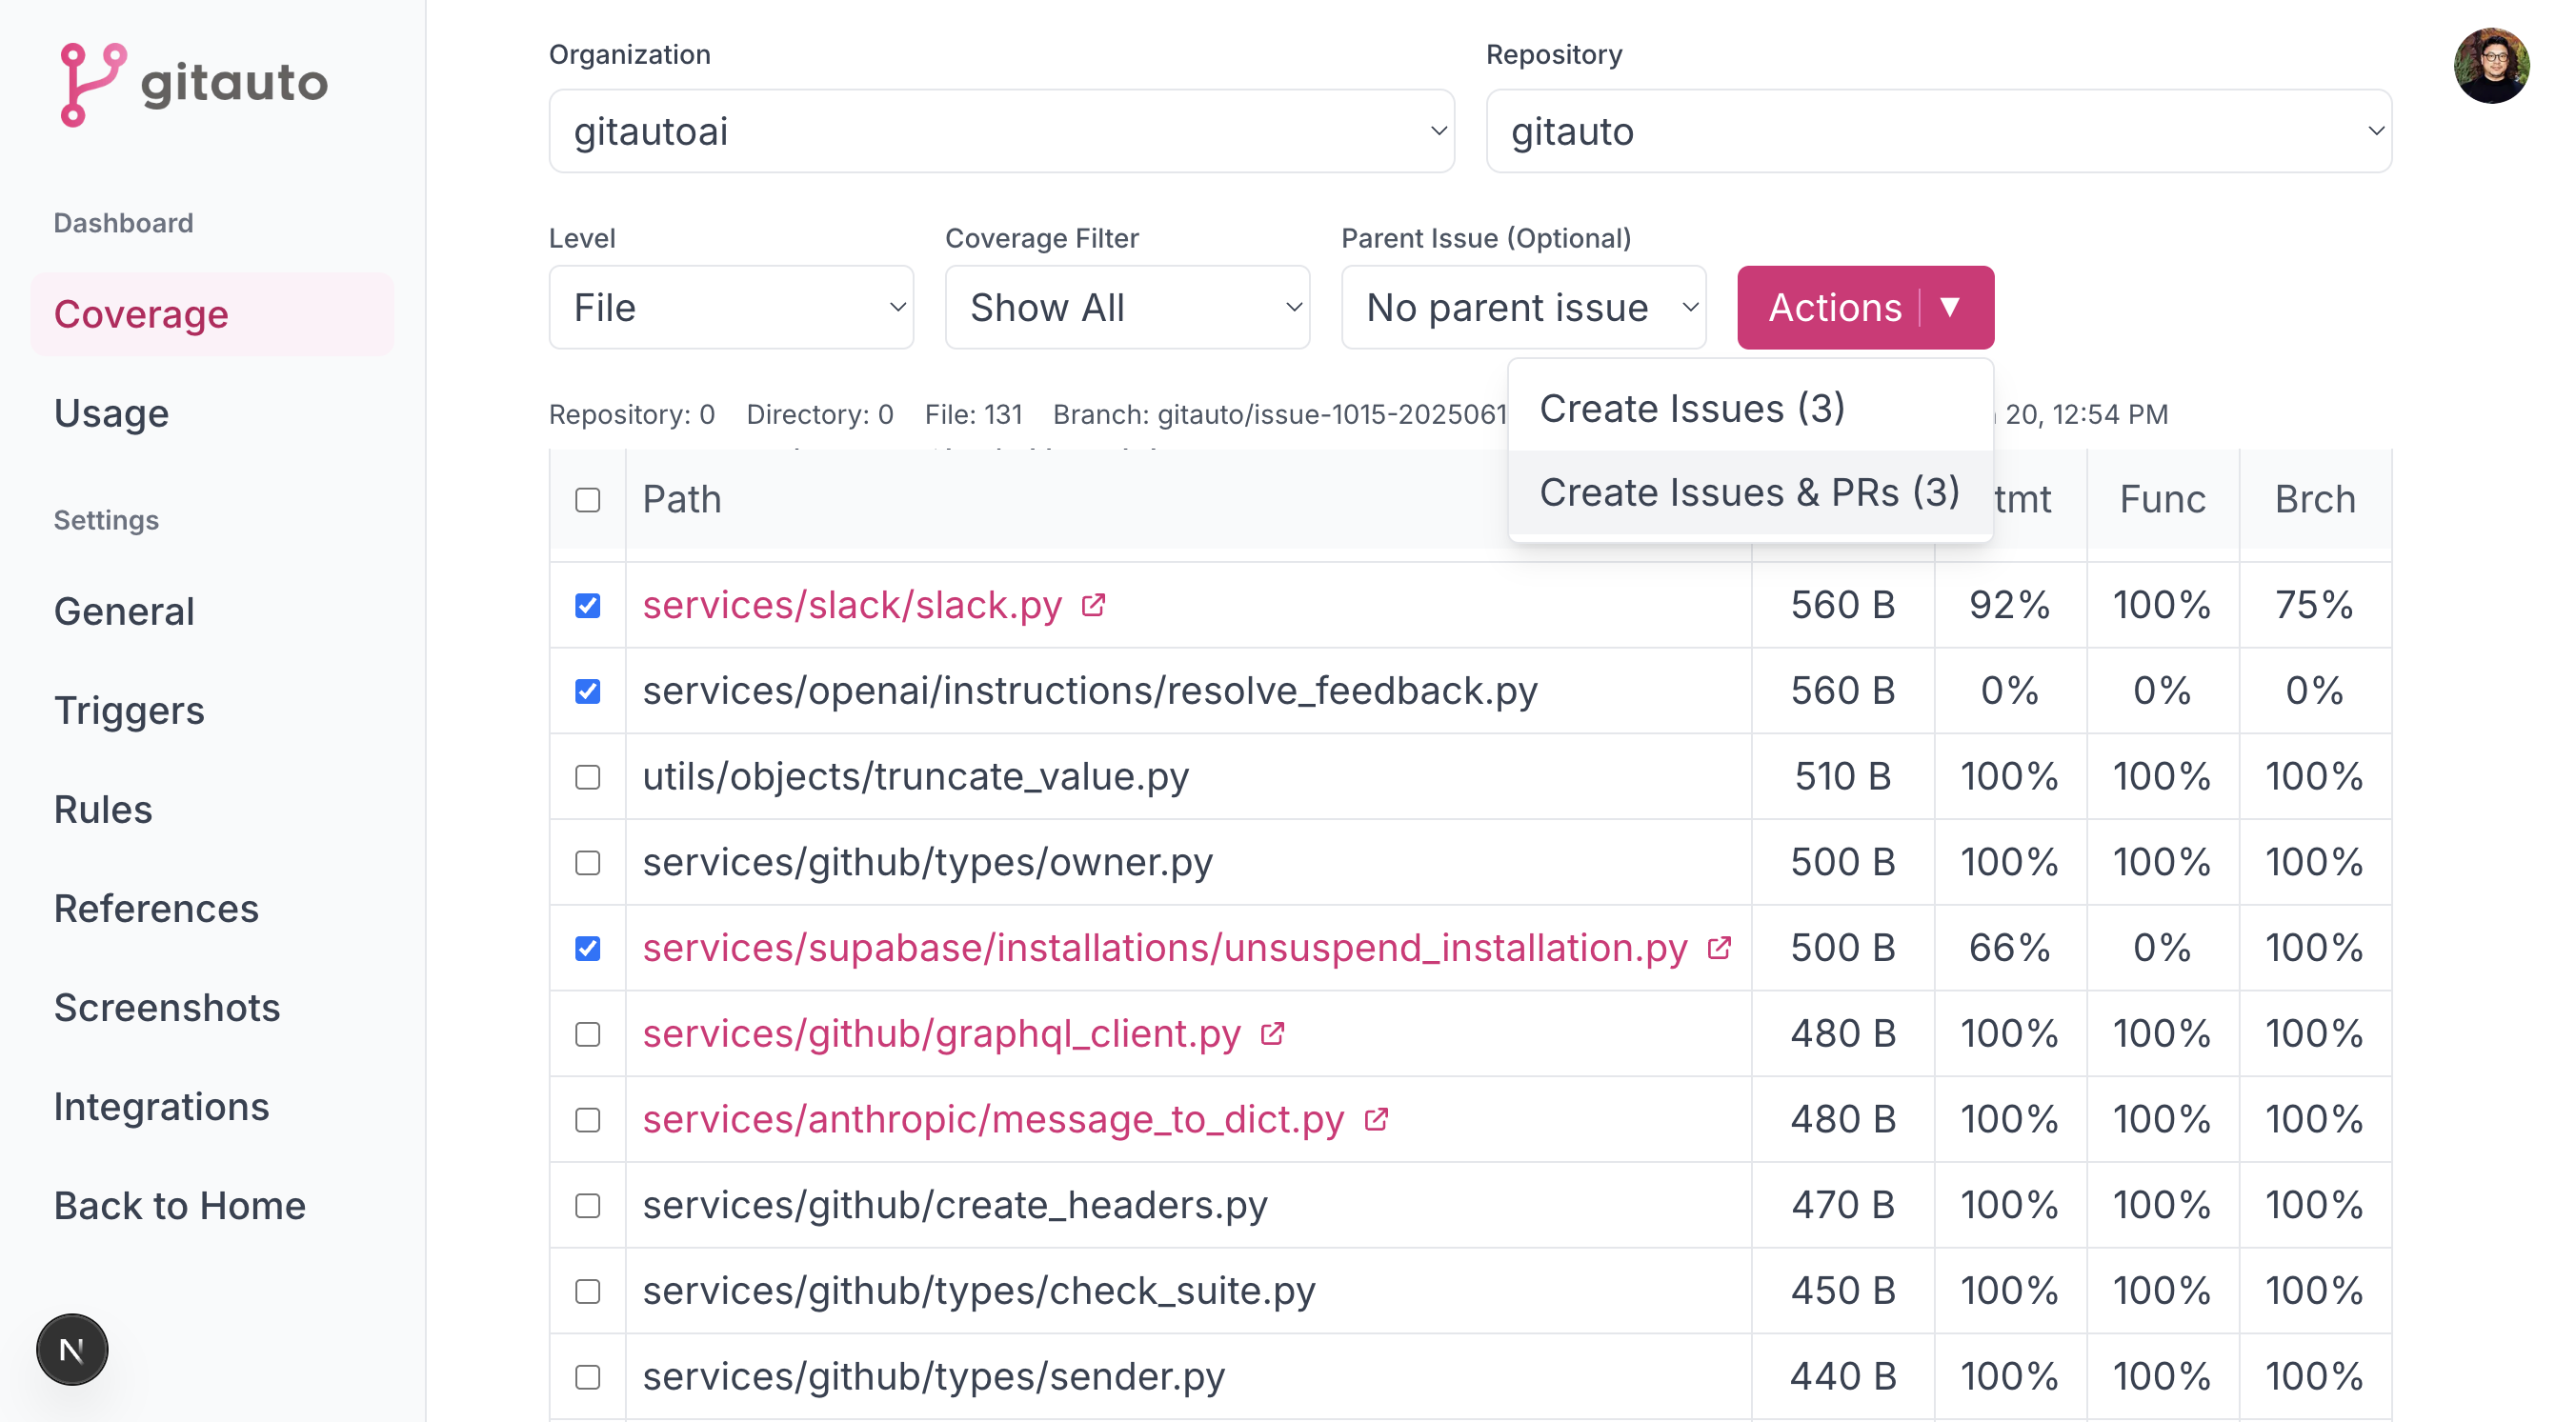 gitauto
Dashboard
Coverage
Usage
Settings
General
Triggers
Rules
References
Screenshots
Integrations
Back to Home
N
Organization
gitautoai
Repository
gitauto
Level
File
Coverage Filter
Show All
Parent Issue (Optional)
No parent issue
Actions ▼
Create Issues (3)
Create Issues & PRs (3)
Repository: 0 Directory: 0 File: 131 Branch: gitauto/issue-1015-2025061 20, 12:54 PM
Path tmt Func Brch
services/slack/slack.py 560 B 92% 100% 75%
services/openai/instructions/resolve_feedback.py 560 B 0% 0% 0%
utils/objects/truncate_value.py 510 B 100% 100% 100%
services/github/types/owner.py 500 B 100% 100% 100%
services/supabase/installations/unsuspend_installation.py 500 B 66% 0% 100%
services/github/graphql_client.py 480 B 100% 100% 100%
services/anthropic/message_to_dict.py 480 B 100% 100% 100%
services/github/create_headers.py 470 B 100% 100% 100%
services/github/types/check_suite.py 450 B 100% 100% 100%
services/github/types/sender.py 440 B 100% 100% 100%